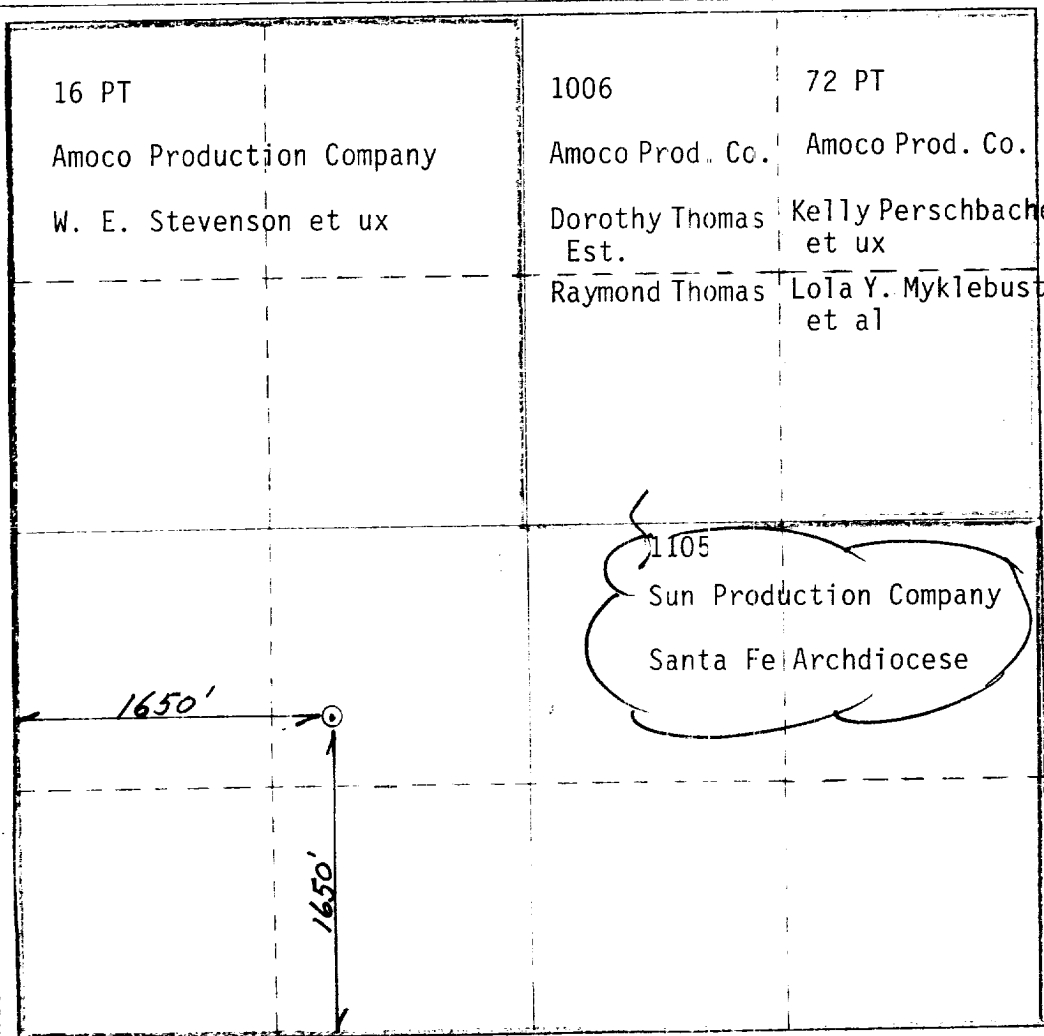 16 PT
Amoco Production Company
W. E. Stevenson et ux
1006
Amoco Prod. Co.
Dorothy Thomas
Est.
Raymond Thomas
72 PT
Amoco Prod. Co.
Kelly Perschbache
et ux
Lola Y. Myklebust
et al
1105
Sun Production Company
Santa Fe Archdiocese
1650'
1650'